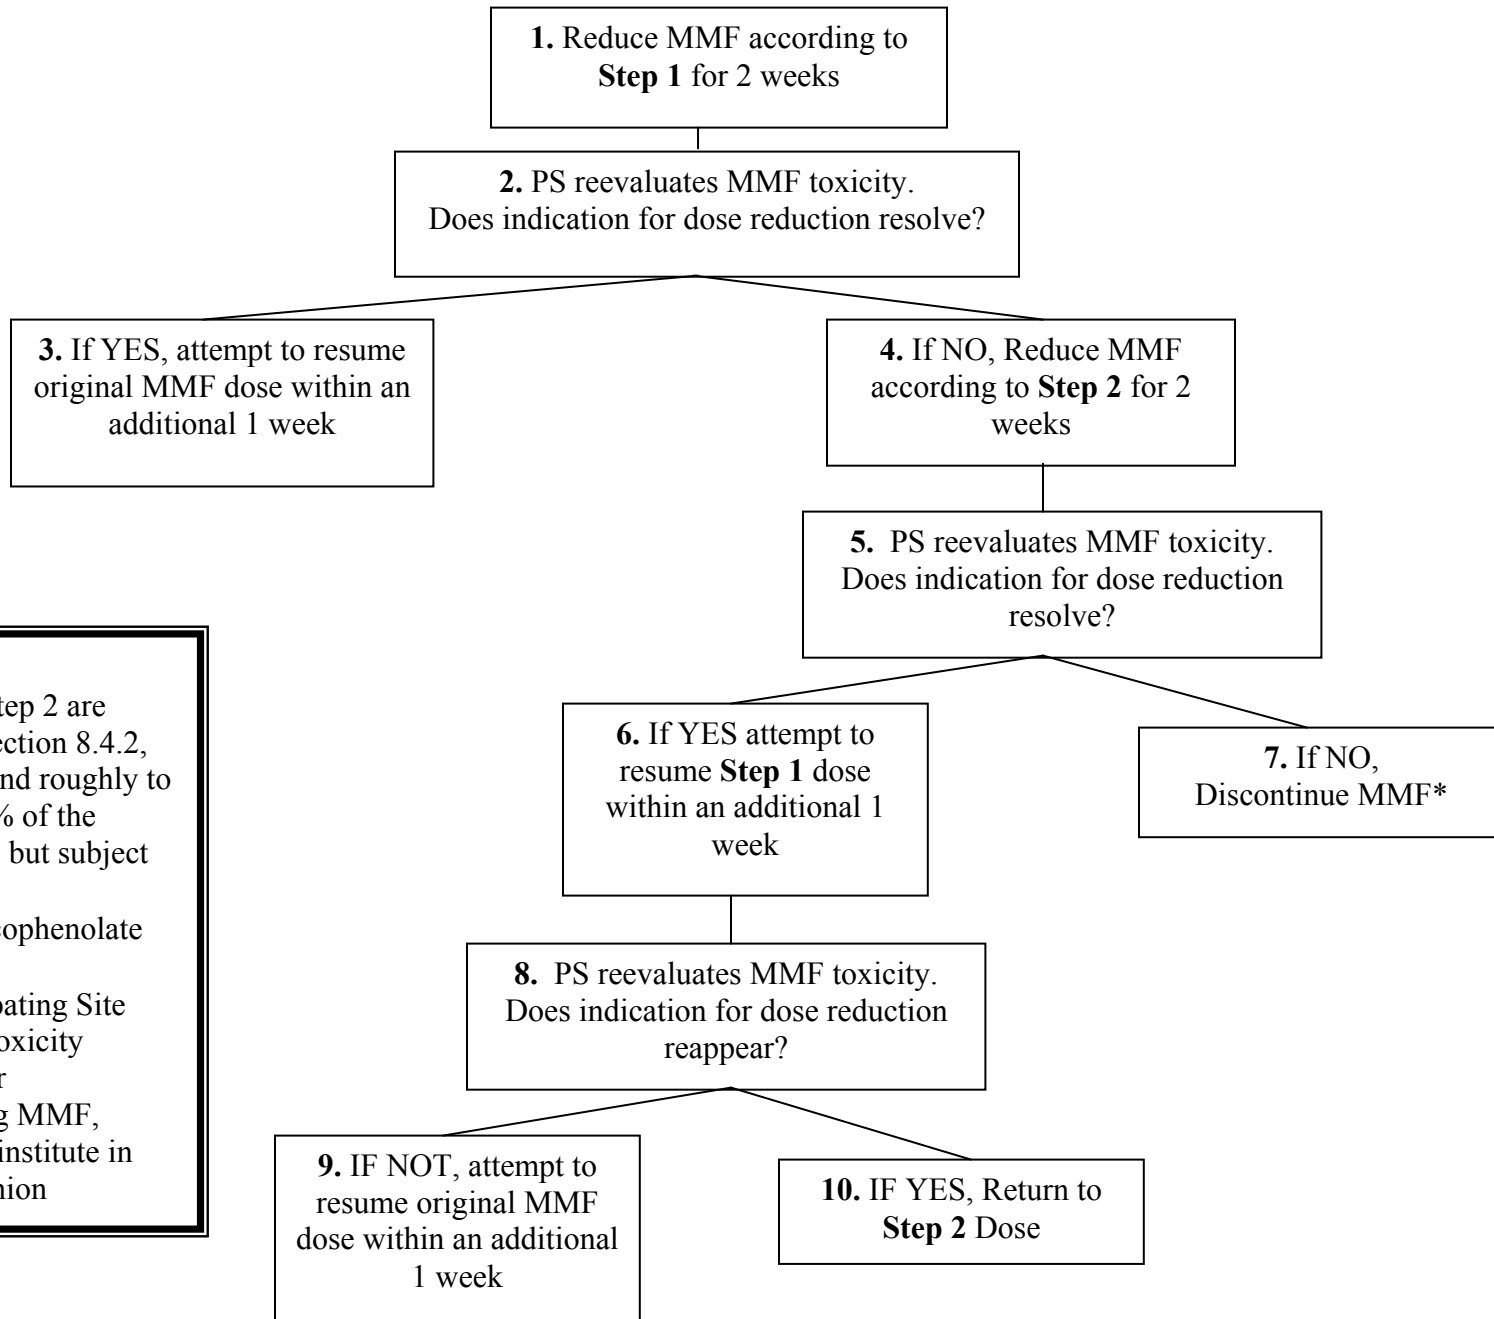 1. Reduce MMF according to
Step 1 for 2 weeks
2. PS reevaluates MMF toxicity.
Does indication for dose reduction resolve?
3. If YES, attempt to resume
original MMF dose within an
additional 1 week
4. If NO, Reduce MMF
according to Step 2 for 2
weeks
5. PS reevaluates MMF toxicity.
Does indication for dose reduction
resolve?
6. If YES attempt to
resume Step 1 dose
within an additional 1
week
7. If NO,
Discontinue MMF*
8. PS reevaluates MMF toxicity.
Does indication for dose reduction
reappear?
9. IF NOT, attempt to
resume original MMF
dose within an additional
1 week
10. IF YES, Return to
Step 2 Dose
tep 2 are
ection 8.4.2,
nd roughly to
% of the
, but subject
ophenolate
pating Site
oxicity
r
g MMF,
institute in
nion